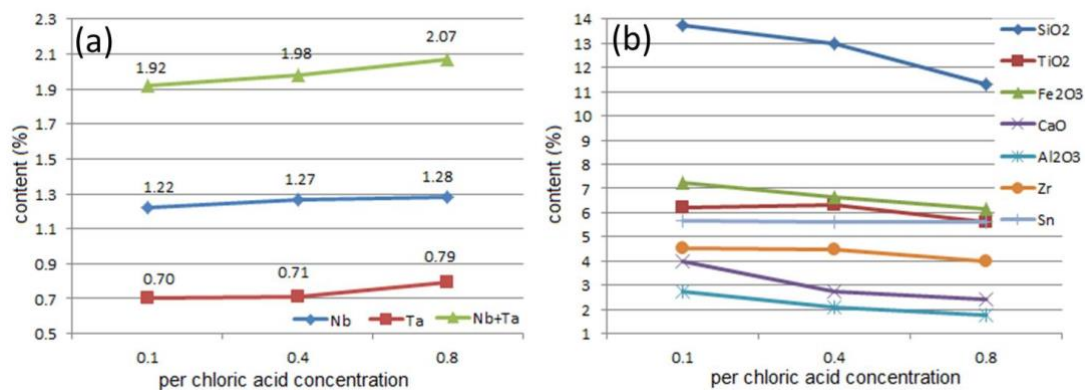 (a)
content (%)
2.3
2.1
1.9
1.7
1.5
1.3
1.1
0.9
0.7
0.5
1.92
1.98
2.07
1.22
1.27
1.28
0.70
0.71
0.79
Nb Ta Nb+Ta
0.1 0.4 0.8
per chloric acid concentration
(b)
content (%)
14
13
12
11
10
9
8
7
6
5
4
3
2
1
SiO2
TiO2
Fe2O3
CaO
Al2O3
Zr
Sn
0.1 0.4 0.8
per chloric acid concentration